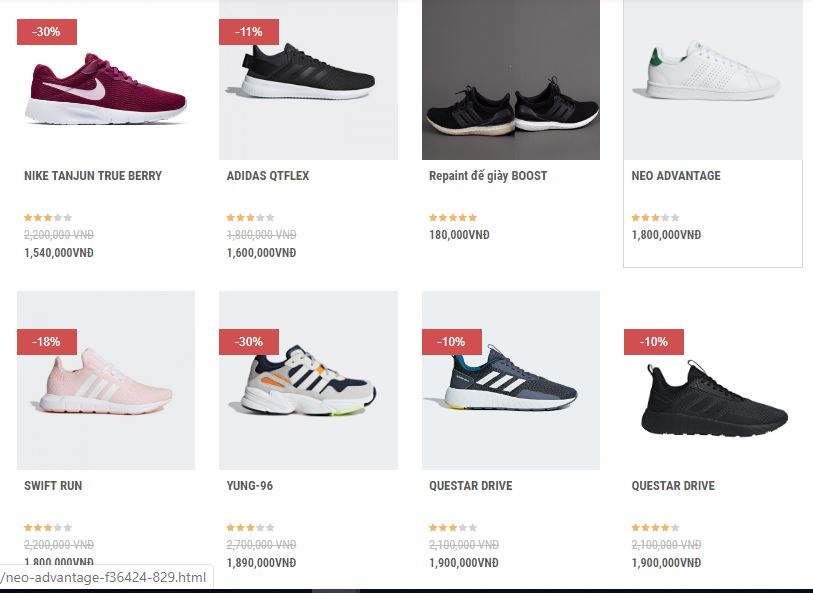 -30%
-11%
NIKE TANJUN TRUE BERRY
ADIDAS QTFLEX
Repaint đế giày BOOST
NEO ADVANTAGE
2,200,000 VNĐ
1,800,000 VNĐ
180,000VNĐ
1,800,000VNĐ
1,540,000VNĐ
1,600,000VNĐ
-18%
-30%
-10%
-10%
SWIFT RUN
YUNG-96
QUESTAR DRIVE
QUESTAR DRIVE
2,200,000 VNĐ
2,700,000 VNĐ
2,100,000 VNĐ
2,100,000 VNĐ
1,800,000VNĐ
1,890,000VNĐ
1,900,000VNĐ
1,900,000VNĐ
/neo-advantage-f36424-829.html